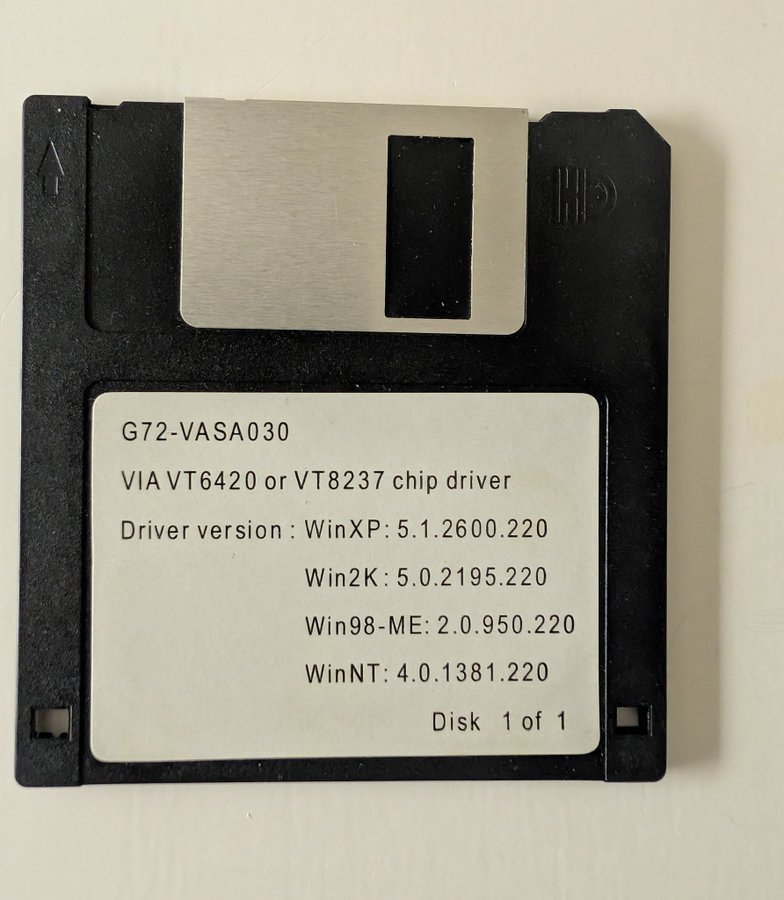 HD
G72-VASA030
VIA VT6420 or VT8237 chip driver
Driver version : WinXP: 5.1.2600.220
Win2K: 5.0.2195.220
Win98-ME: 2.0.950.220
WinNT: 4.0.1381.220
Disk 1 of 1